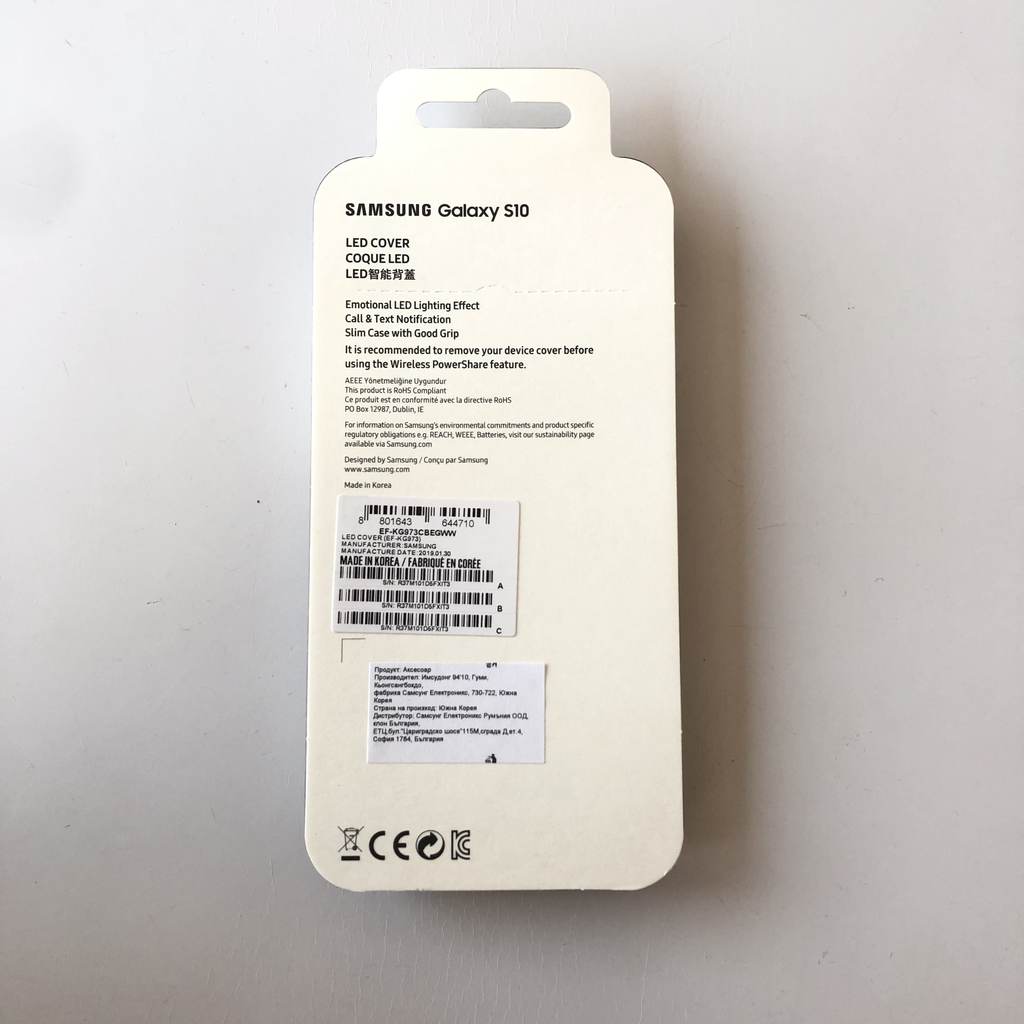 SAMSUNG Galaxy S10
LED COVER
COQUE LED
LED智能背蓋
Emotional LED Lighting Effect
Call & Text Notification
Slim Case with Good Grip
It is recommended to remove your device cover before
using the Wireless PowerShare feature.
AEEE Yönetmeliğine Uygundur
This product is RoHS Compliant
Ce produit est en conformité avec la directive RoHS
PO Box 12987, Dublin, IE
For information on Samsung's environmental commitments and product specific
regulatory obligations e.g. REACH, WEEE, Batteries, visit our sustainability page
available via Samsung.com
Designed by Samsung / Conçu par Samsung
www.samsung.com
Made in Korea
8 801643 644710
EF-KG973CBEGWW
LED COVER (EF-KG973)
MANUFACTURER:SAMSUNG
MANUFACTURE DATE:2019.01.30
MADE IN KOREA / FABRIQUÉ EN CORÉE
S/N: R37M101D5FXIT3
A
S/N: R37M101D5FXIT3
B
S/N: R37M101D5FXIT3
C
Продукт: Аксесоар
Производител: Имсудонг 94'10, Гуми,
Кьонгсангбокдо,
фабрика Самсунг Електроникс, 730-722, Южна
Корея
Страна на произход: Южна Корея
Дистрибутор: Самсунг Електроникс Румъния ООД,
клон България,
ЕТЦ,бул."Цариградско шосе"115М,сграда Д,ет.4,
София 1784, България
CE